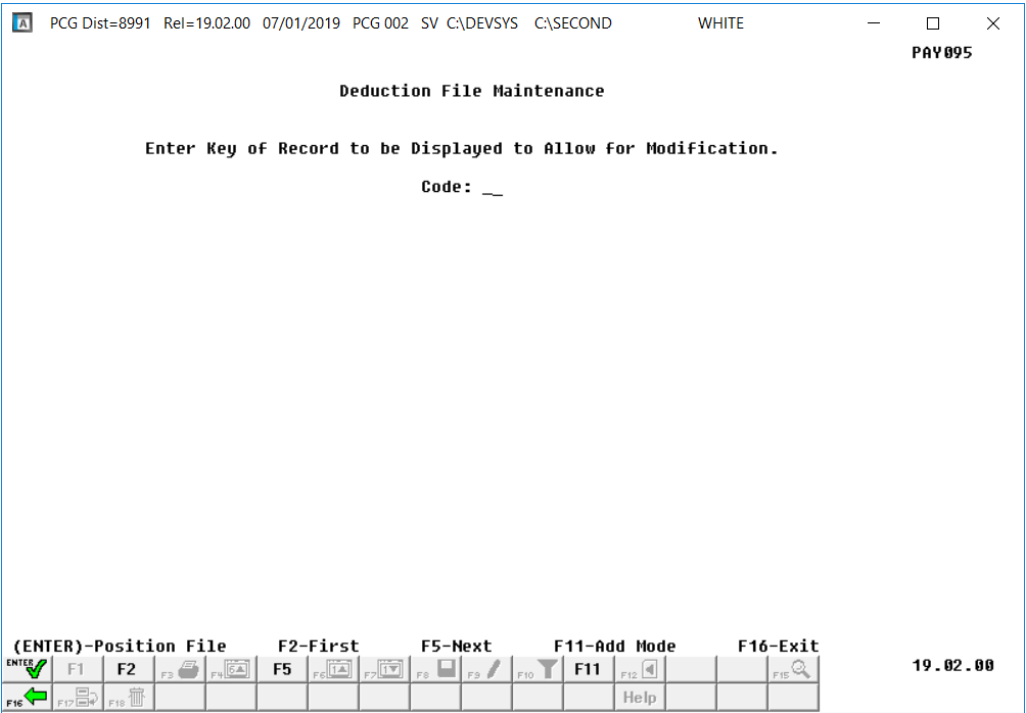 A PCG Dist=8991 Rel=19.02.00 07/01/2019 PCG 002 SV C:\DEVSYS C:\SECOND WHITE
PAY095
Deduction File Maintenance
Enter Key of Record to be Displayed to Allow for Modification.
Code: __
(ENTER)-Position File F2-First F5-Next F11-Add Mode F16-Exit
ENTER F1 F2 F3 F4 F5 F6 F7 F8 F9 F10 F11 F12 F15
19.02.00
F16 F17 F18 Help